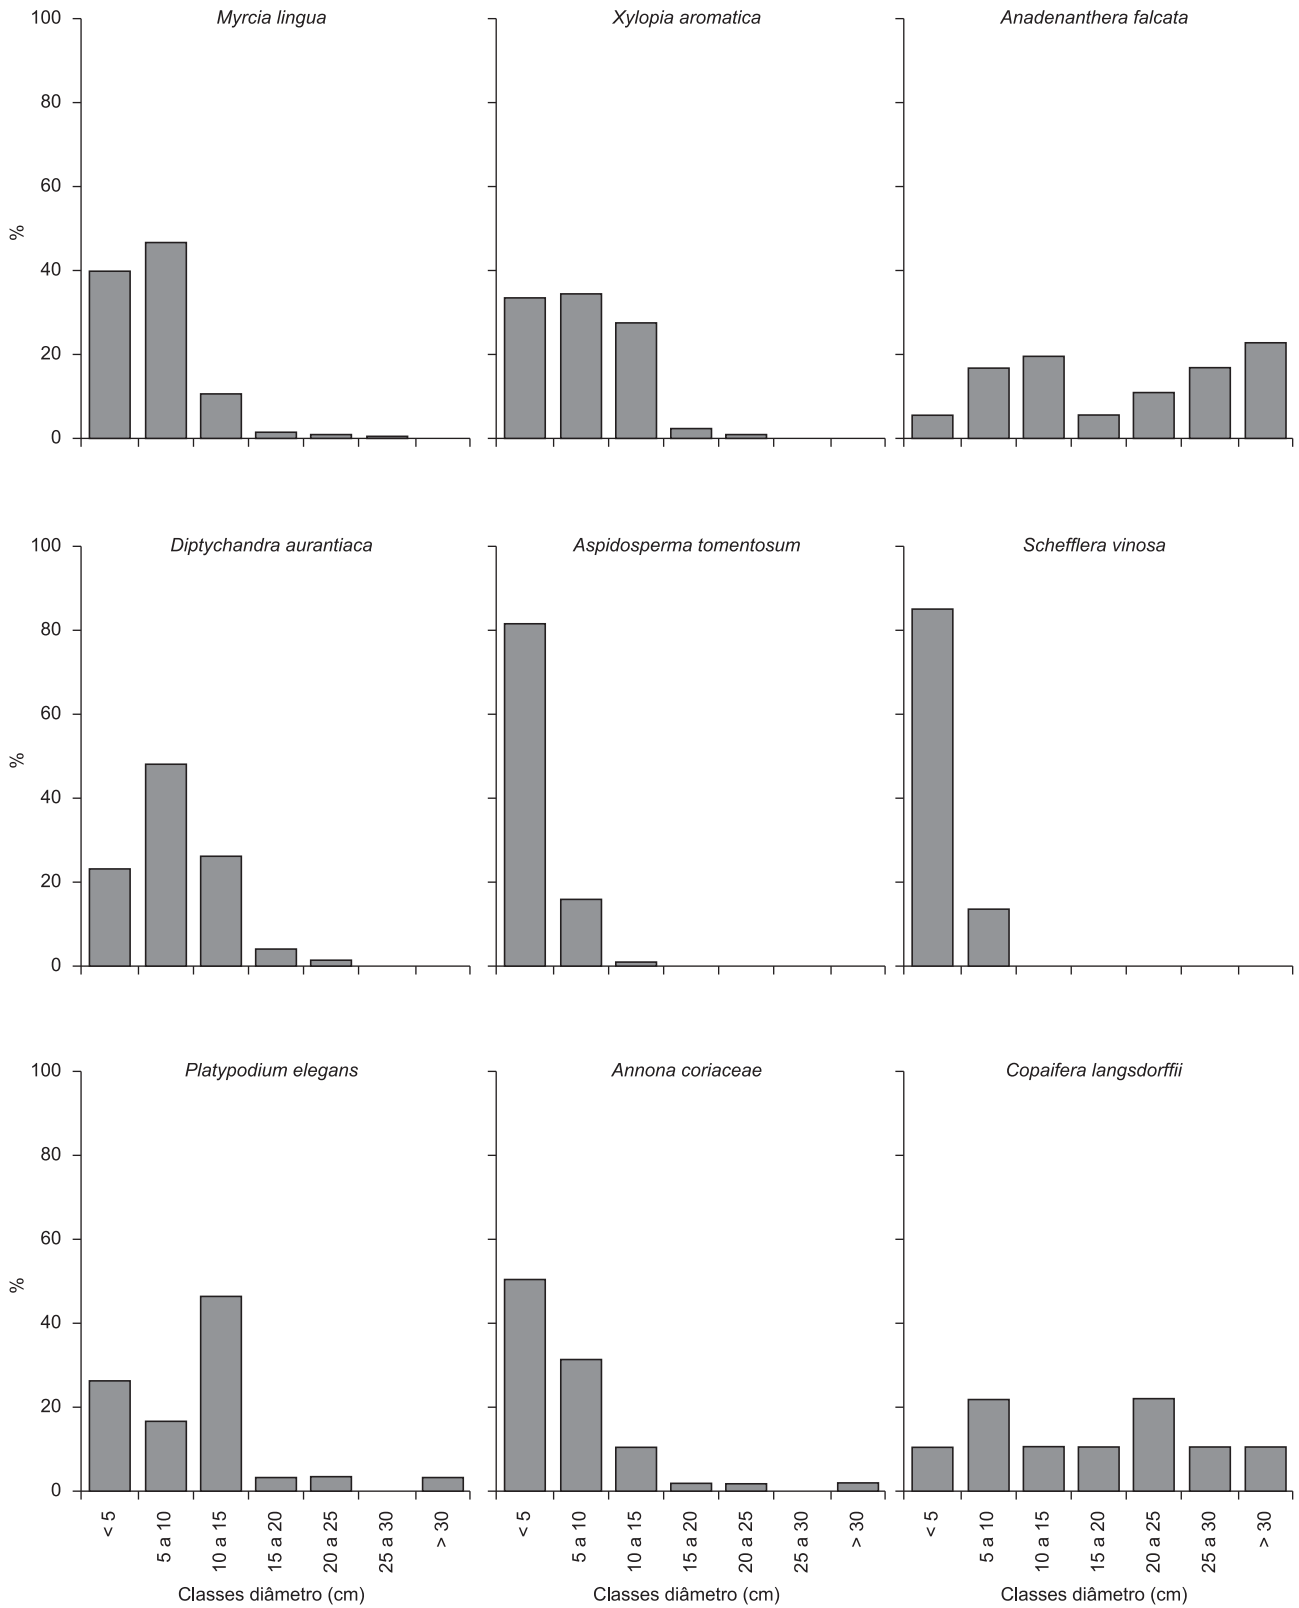 Myrcia lingua
Xylopia aromatica
Anadenanthera falcata
100
80
60
40
20
0
%
Diptychandra aurantiaca
Aspidosperma tomentosum
Schefflera vinosa
100
80
60
40
20
0
%
Platypodium elegans
Annona coriaceae
Copaifera langsdorffii
100
80
60
40
20
0
%
< 5
5 a 10
10 a 15
15 a 20
20 a 25
25 a 30
> 30
< 5
5 a 10
10 a 15
15 a 20
20 a 25
25 a 30
> 30
< 5
5 a 10
10 a 15
15 a 20
20 a 25
25 a 30
> 30
Classes diâmetro (cm)
Classes diâmetro (cm)
Classes diâmetro (cm)